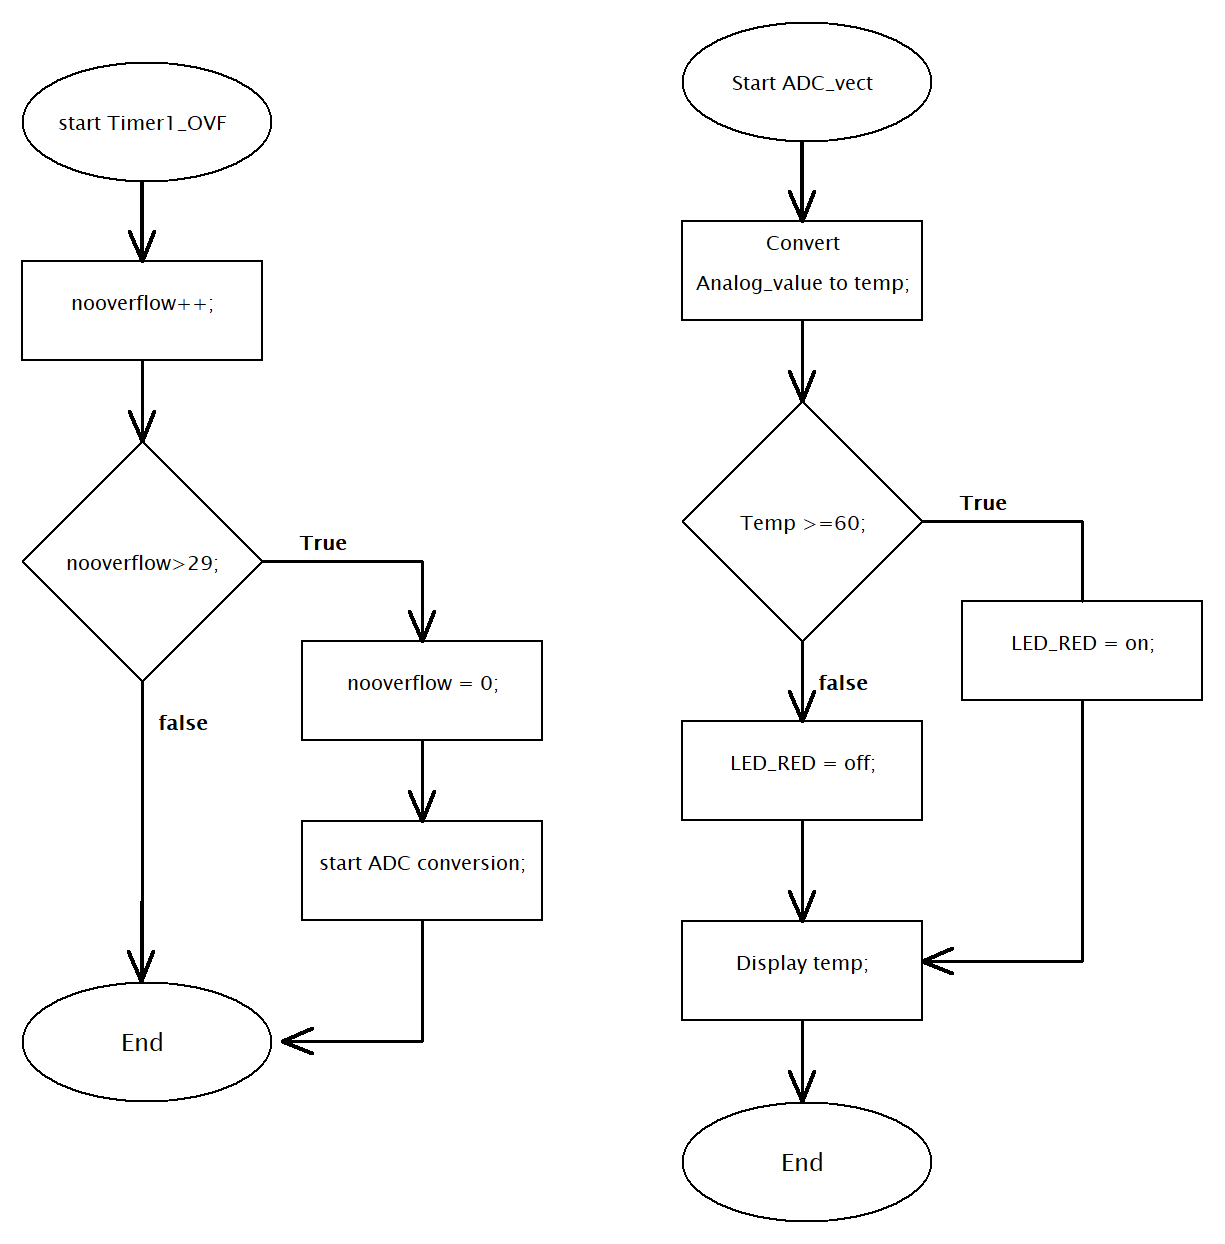 start Timer1_OVF
nooverflow++;
nooverflow>29;
True
false
nooverflow = 0;
start ADC conversion;
End
Start ADC_vect
Convert
Analog_value to temp;
Temp >=60;
True
false
LED_RED = on;
LED_RED = off;
Display temp;
End